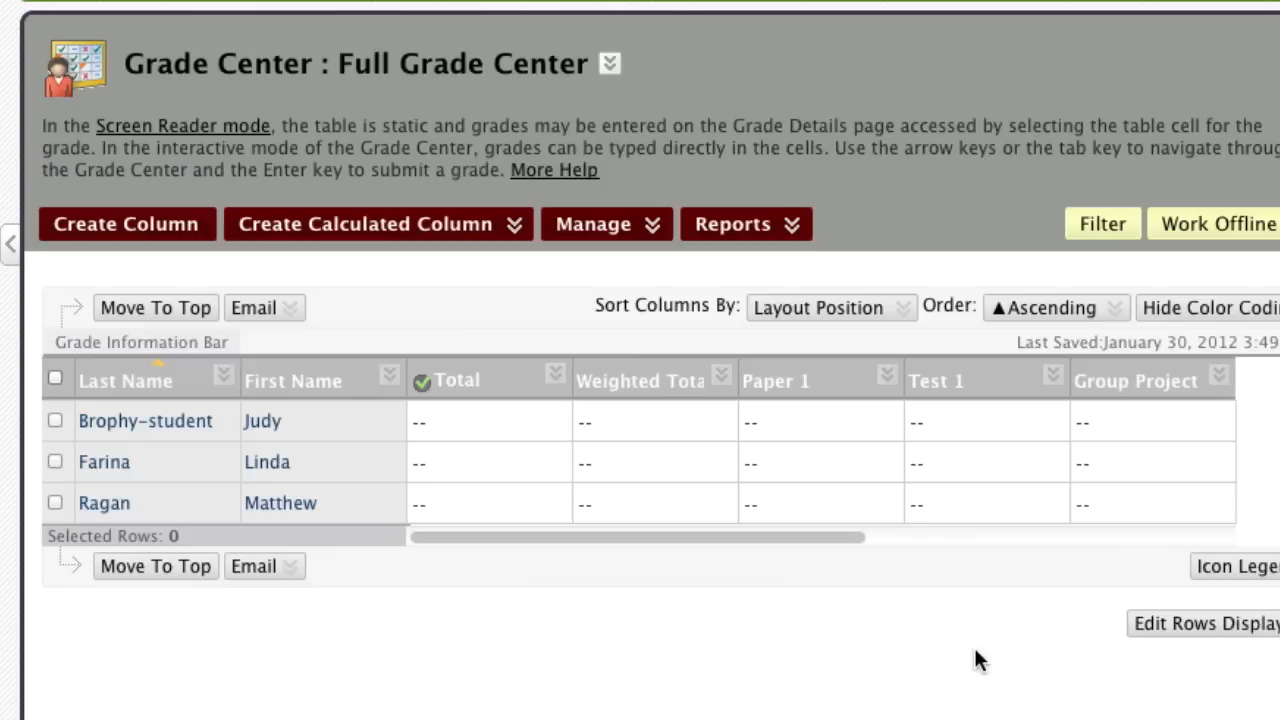 Grade Center : Full Grade Center
In the Screen Reader mode, the table is static and grades may be entered on the Grade Details page accessed by selecting the table cell for the
grade. In the interactive mode of the Grade Center, grades can be typed directly in the cells. Use the arrow keys or the tab key to navigate throug
the Grade Center and the Enter key to submit a grade. More Help
Create Column Create Calculated Column Manage Reports Filter Work Offline
Move To Top Email Sort Columns By: Layout Position Order: ▲Ascending Hide Color Codi
Grade Information Bar Last Saved:January 30, 2012 3:49
Last Name First Name Total Weighted Tota Paper 1 Test 1 Group Project
Brophy-student Judy -- -- -- -- --
Farina Linda -- -- -- -- --
Ragan Matthew -- -- -- -- --
Selected Rows: 0
Move To Top Email Icon Lege
Edit Rows Display